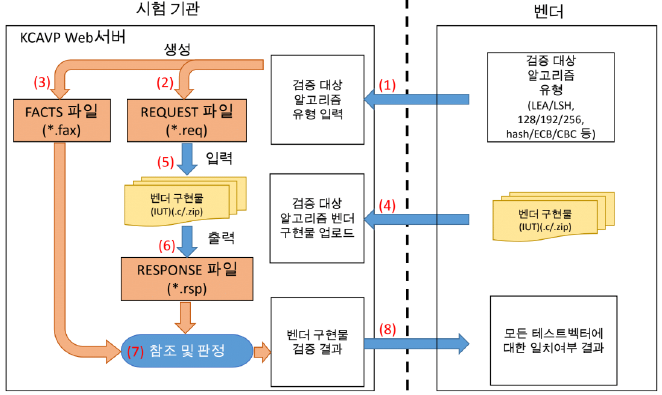 시험 기관
벤더
KCAVP Web서버
생성
(3)
(2)
(1)
FACTS 파일
(*.fax)
REQUEST 파일
(*.req)
검증 대상
알고리즘
유형 입력
검증 대상
알고리즘
유형
(LEA/LSH,
128/192/256,
hash/ECB/CBC 등)
(5)
입력
벤더 구현물
(IUT)(.c/.zip)
(4)
검증 대상
알고리즘 벤더
구현물 업로드
벤더 구현물
(IUT)(.c/.zip)
(6)
출력
RESPONSE 파일
(*.rsp)
(7) 참조 및 판정
벤더 구현물
검증 결과
(8)
모든 테스트벡터에
대한 일치여부 결과